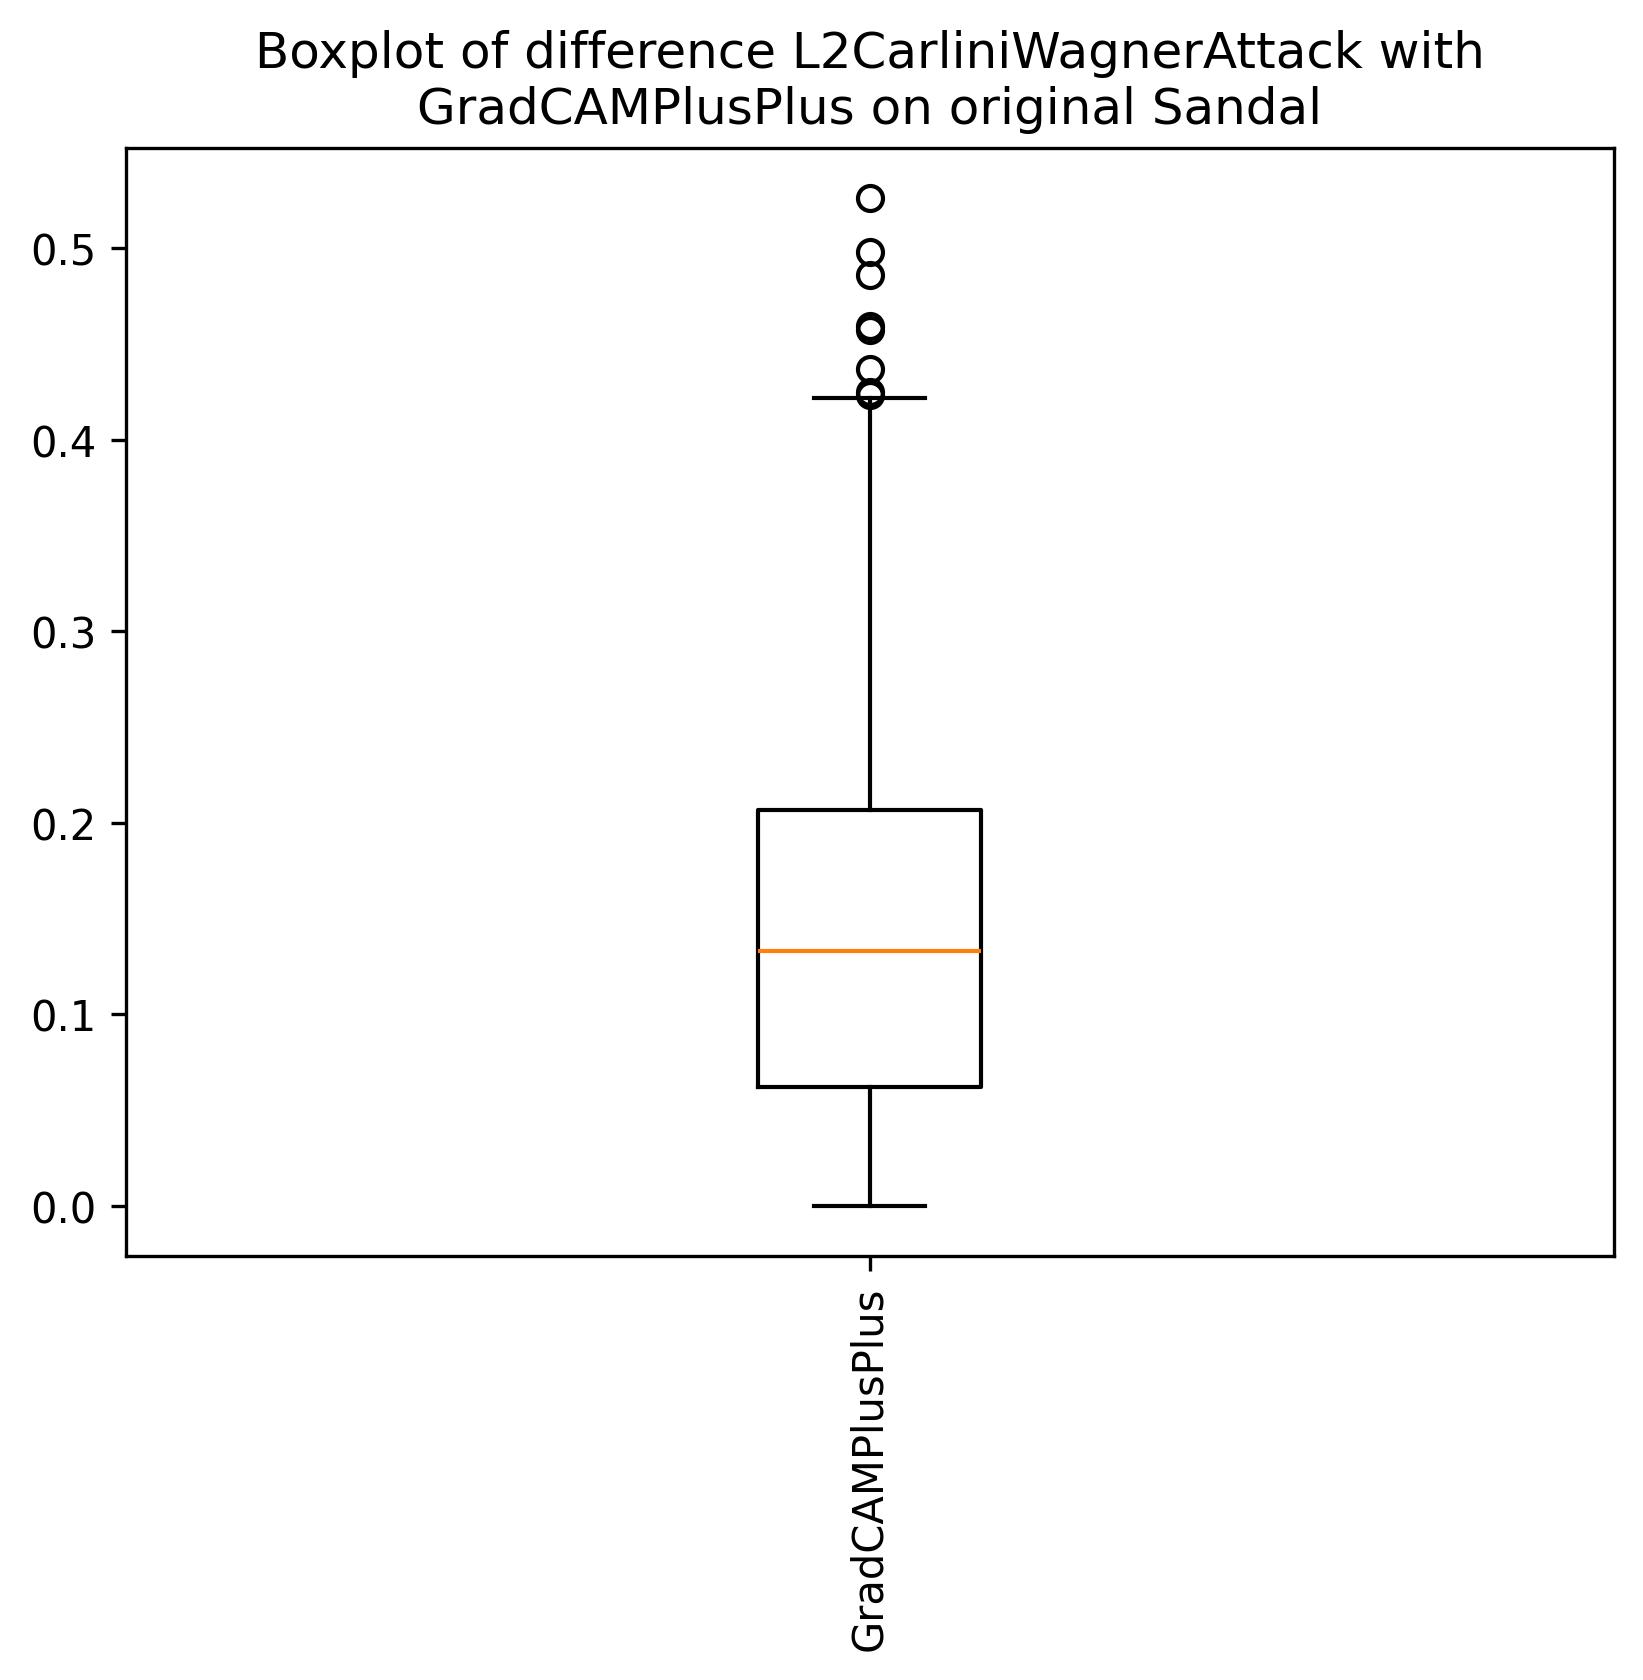 Boxplot of difference L2CarliniWagnerAttack with
GradCAMPlusPlus on original Sandal
0.5
0.4
0.3
0.2
0.1
0.0
GradCAMPlusPlus